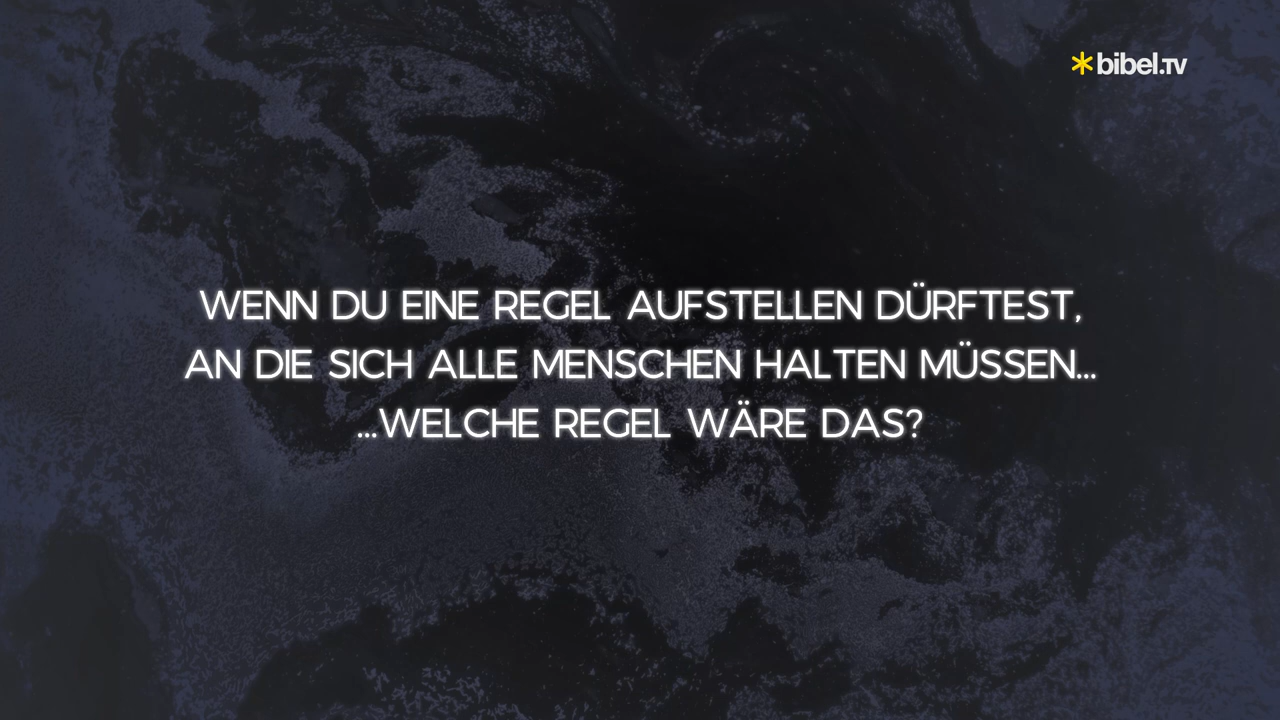 bibel.TV
WENN DU EINE REGEL AUFSTELLEN DÜRFTEST,
AN DIE SICH ALLE MENSCHEN HALTEN MÜSSEN...
...WELCHE REGEL WÄRE DAS?